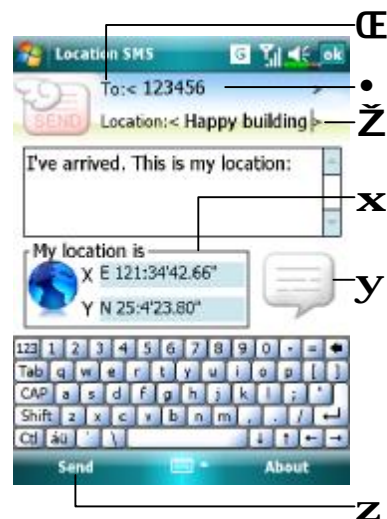 Œ
Location SMS G ok
To:< 123456 >
•
SEND Location:< Happy building >
Ž
I've arrived. This is my location:
x
My location is
X E 121:34'42.66"
y
Y N 25:4'23.80"
123 1 2 3 4 5 6 7 8 9 0 - =
Tab q w e r t y u i o p [ ]
CAP a s d f g h j k l ; '
Shift z x c v b n m , . /
Ctl áü ` \
Send About
z